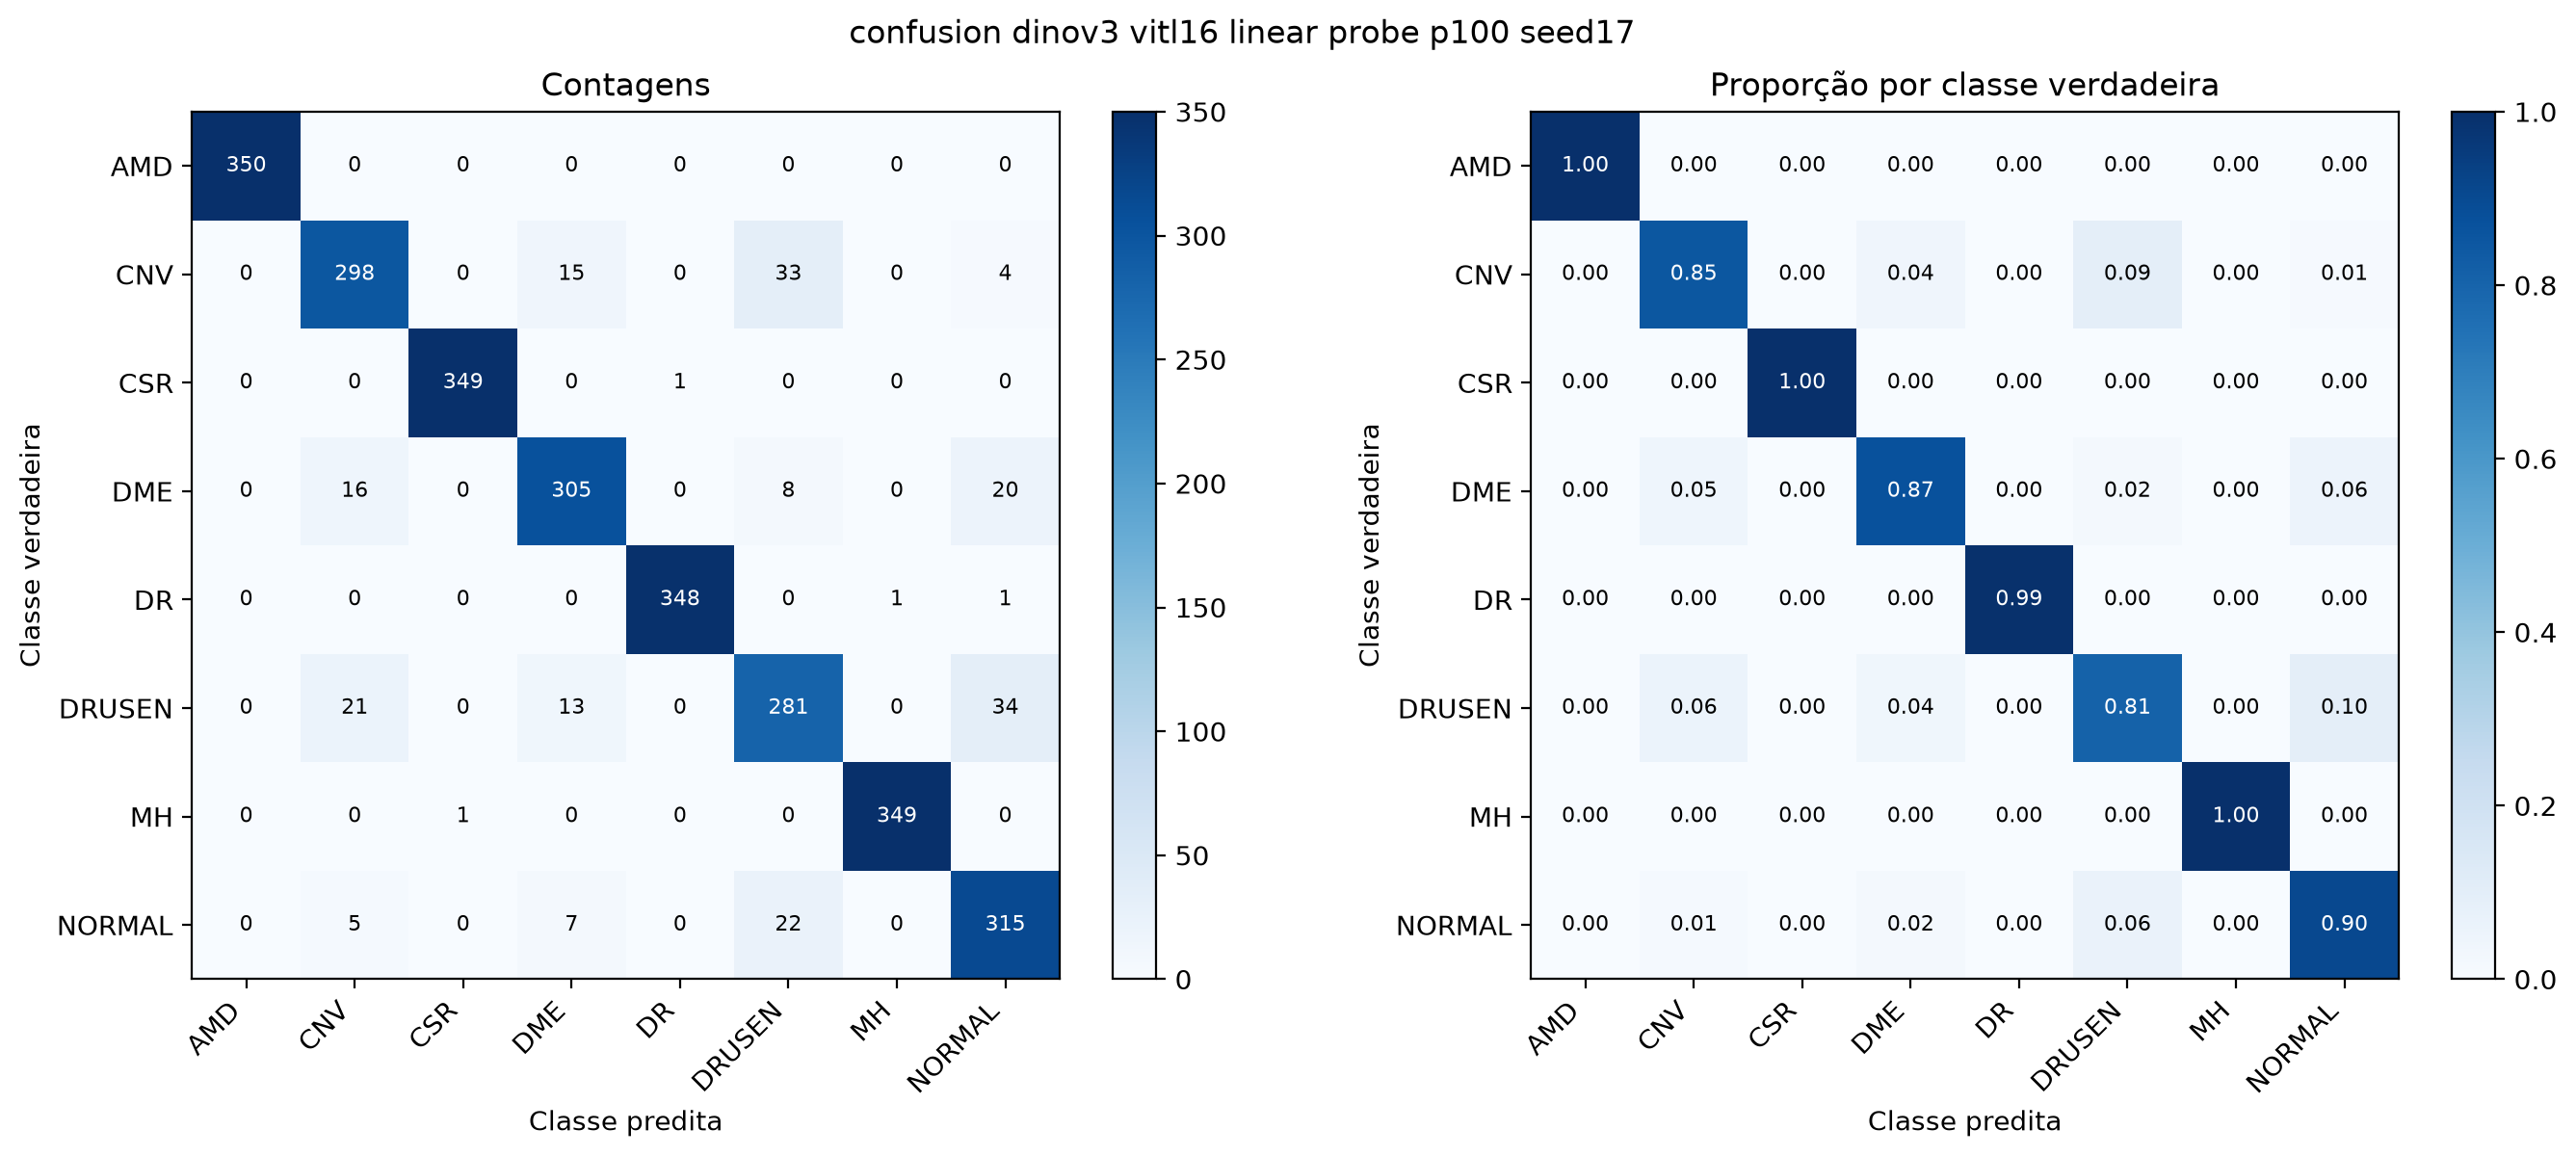 confusion dinov3 vitl16 linear probe p100 seed17
Contagens
Classe verdadeira
AMD 350 0 0 0 0 0 0 0
CNV 0 298 0 15 0 33 0 4
CSR 0 0 349 0 1 0 0 0
DME 0 16 0 305 0 8 0 20
DR 0 0 0 0 348 0 1 1
DRUSEN 0 21 0 13 0 281 0 34
MH 0 0 1 0 0 0 349 0
NORMAL 0 5 0 7 0 22 0 315
AMD CNV CSR DME DR DRUSEN MH NORMAL
Classe predita
350
300
250
200
150
100
50
0
Proporção por classe verdadeira
Classe verdadeira
AMD 1.00 0.00 0.00 0.00 0.00 0.00 0.00 0.00
CNV 0.00 0.85 0.00 0.04 0.00 0.09 0.00 0.01
CSR 0.00 0.00 1.00 0.00 0.00 0.00 0.00 0.00
DME 0.00 0.05 0.00 0.87 0.00 0.02 0.00 0.06
DR 0.00 0.00 0.00 0.00 0.99 0.00 0.00 0.00
DRUSEN 0.00 0.06 0.00 0.04 0.00 0.81 0.00 0.10
MH 0.00 0.00 0.00 0.00 0.00 0.00 1.00 0.00
NORMAL 0.00 0.01 0.00 0.02 0.00 0.06 0.00 0.90
AMD CNV CSR DME DR DRUSEN MH NORMAL
Classe predita
1.0
0.8
0.6
0.4
0.2
0.0